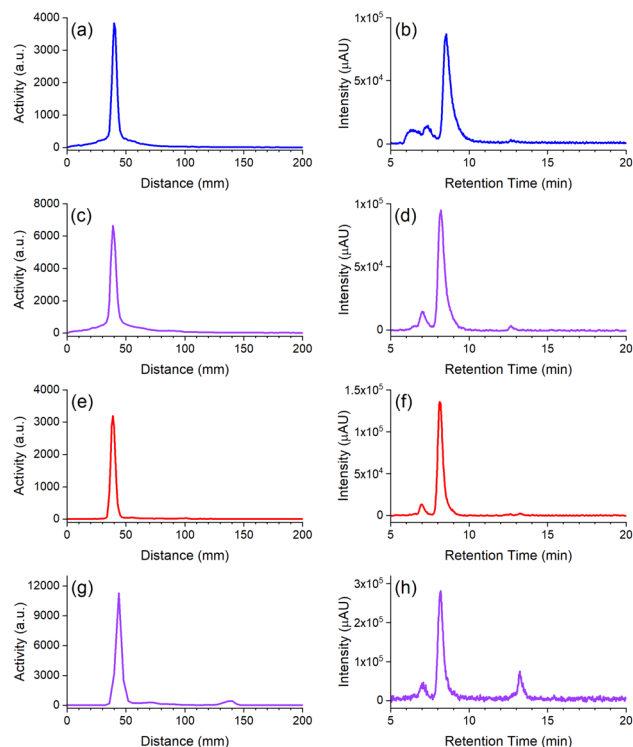 (a)
4000
3000
2000
1000
0
Activity (a.u.)
0 50 100 150 200
Distance (mm)
(b)
1x10⁵
5x10⁴
0
Intensity (µAU)
5 10 15 20
Retention Time (min)
(c)
8000
6000
4000
2000
0
Activity (a.u.)
0 50 100 150 200
Distance (mm)
(d)
1x10⁵
5x10⁴
0
Intensity (µAU)
5 10 15 20
Retention Time (min)
(e)
4000
3000
2000
1000
0
Activity (a.u.)
0 50 100 150 200
Distance (mm)
(f)
1.5x10⁵
1x10⁵
5x10⁴
0
Intensity (µAU)
5 10 15 20
Retention Time (min)
(g)
12000
9000
6000
3000
0
Activity (a.u.)
0 50 100 150 200
Distance (mm)
(h)
3x10⁵
2x10⁵
1x10⁵
0
Intensity (µAU)
5 10 15 20
Retention Time (min)